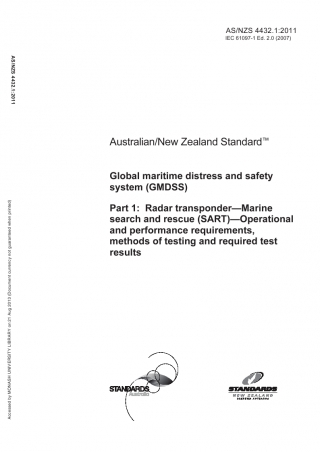 AS/NZS 4432.1:2011
IEC 61097-1 Ed. 2.0 (2007)
AS/NZS 4432.1:2011
Australian/New Zealand Standard™
Global maritime distress and safety
system (GMDSS)
Part 1: Radar transponder—Marine
search and rescue (SART)—Operational
and performance requirements,
methods of testing and required test
results
Accessed by MONASH UNIVERSITY LIBRARY on 21 Aug 2013 (Document currency not guaranteed when printed)
STANDARDS
Australia
STANDARDS
NEW ZEALAND